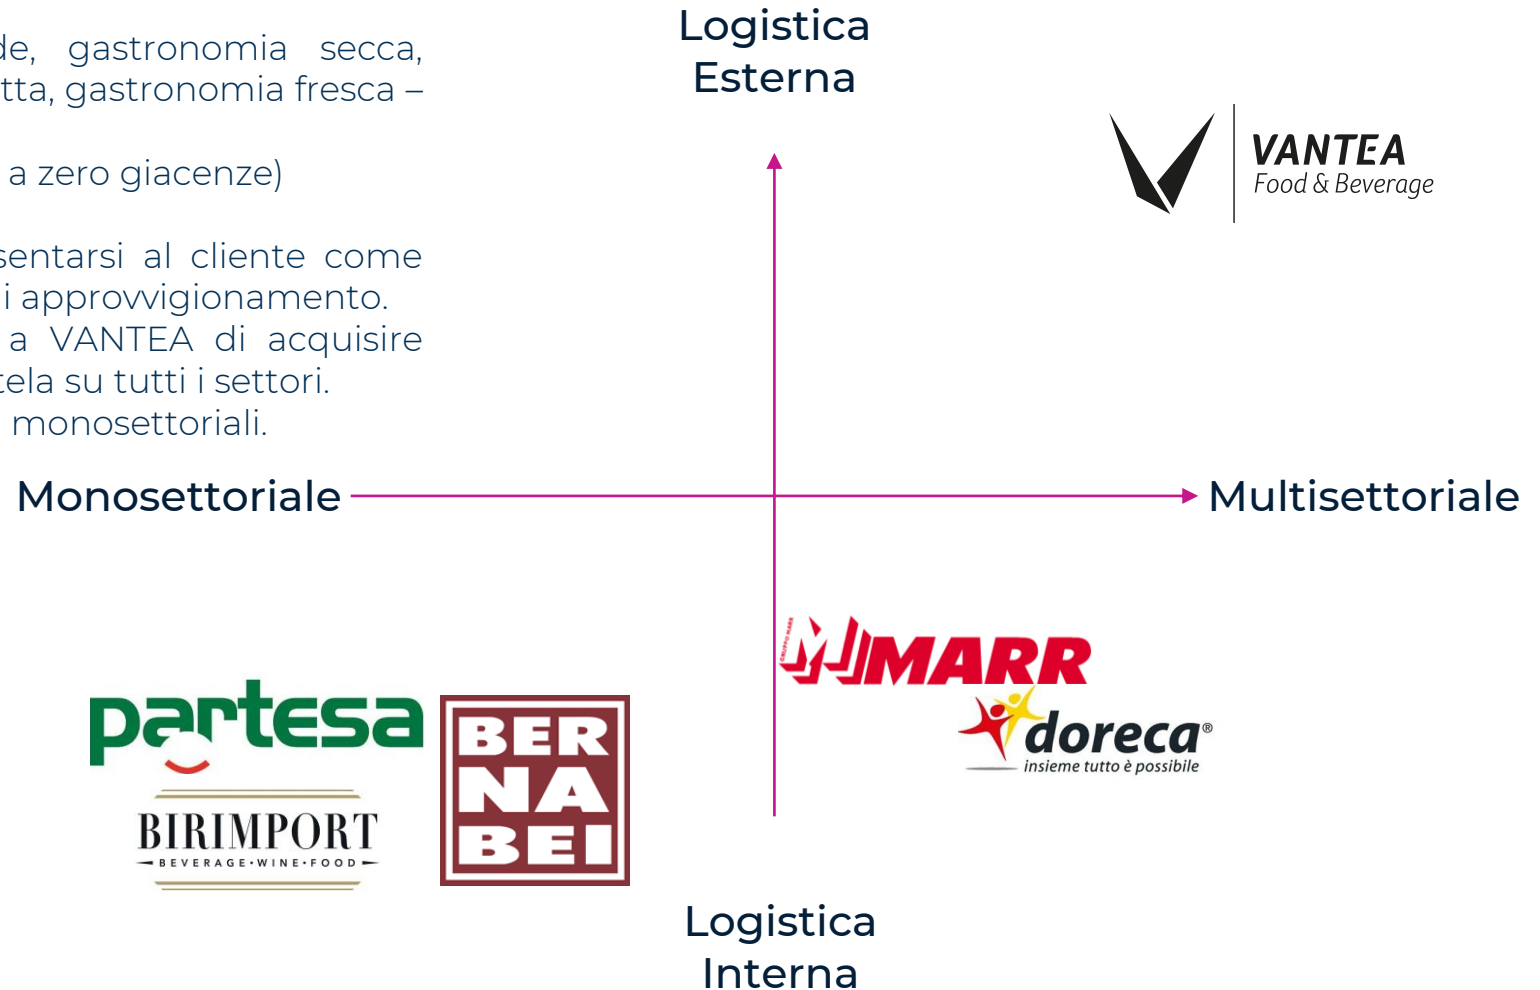 de, gastronomia secca,
tta, gastronomia fresca –
a zero giacenze)
sentarsi al cliente come
i approvvigionamento.
a VANTEA di acquisire
tela su tutti i settori.
monosettoriali.
Logistica
Esterna
VANTEA
Food & Beverage
Monosettoriale
Multisettoriale
GRUPPO MARR
MARR
doreca®
insieme tutto è possibile
partesa
BIRIMPORT
BEVERAGE•WINE•FOOD
BER
NA
BEI
Logistica
Interna